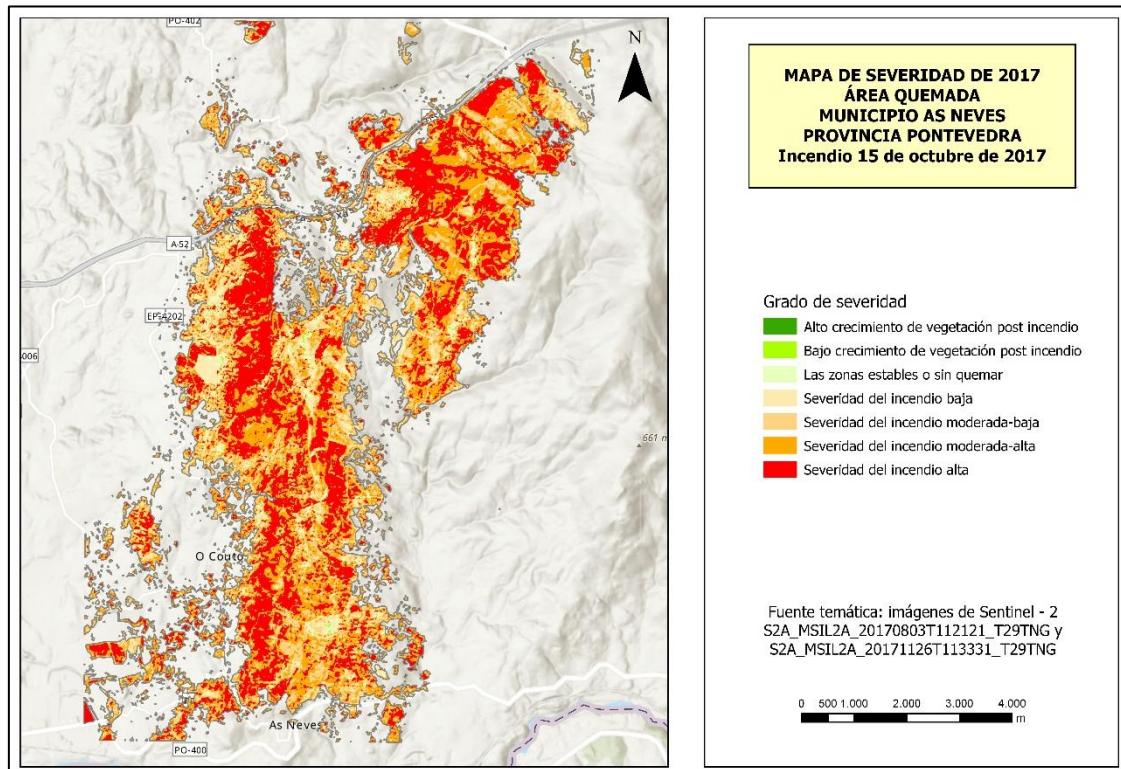 PO-402
N
A-52
EP-4202
-006
661 m
O Couto
As Neves
PO-400
MAPA DE SEVERIDAD DE 2017
ÁREA QUEMADA
MUNICIPIO AS NEVES
PROVINCIA PONTEVEDRA
Incendio 15 de octubre de 2017
Grado de severidad
Alto crecimiento de vegetación post incendio
Bajo crecimiento de vegetación post incendio
Las zonas estables o sin quemar
Severidad del incendio baja
Severidad del incendio moderada-baja
Severidad del incendio moderada-alta
Severidad del incendio alta
Fuente temática: imágenes de Sentinel - 2
S2A_MSIL2A_20170803T112121_T29TNG y
S2A_MSIL2A_20171126T113331_T29TNG
0 500 1.000 2.000 3.000 4.000
m